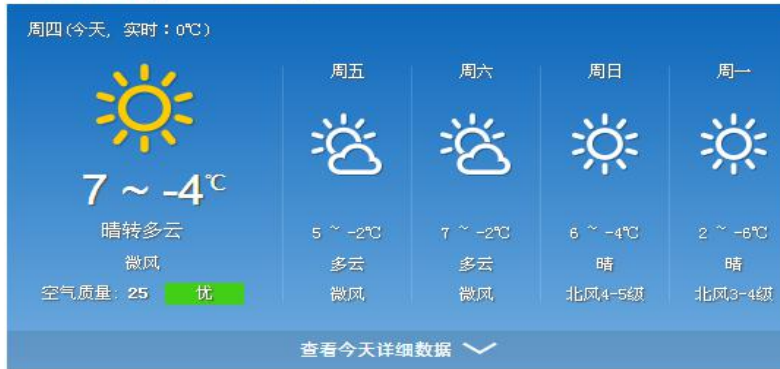 周四(今天, 实时：0℃)
7 ~ -4℃
晴转多云
微风
空气质量: 25 优
周五
5 ~ -2℃
多云
微风
周六
7 ~ -2℃
多云
微风
周日
6 ~ -4℃
晴
北风4-5级
周一
2 ~ -6℃
晴
北风3-4级
查看今天详细数据